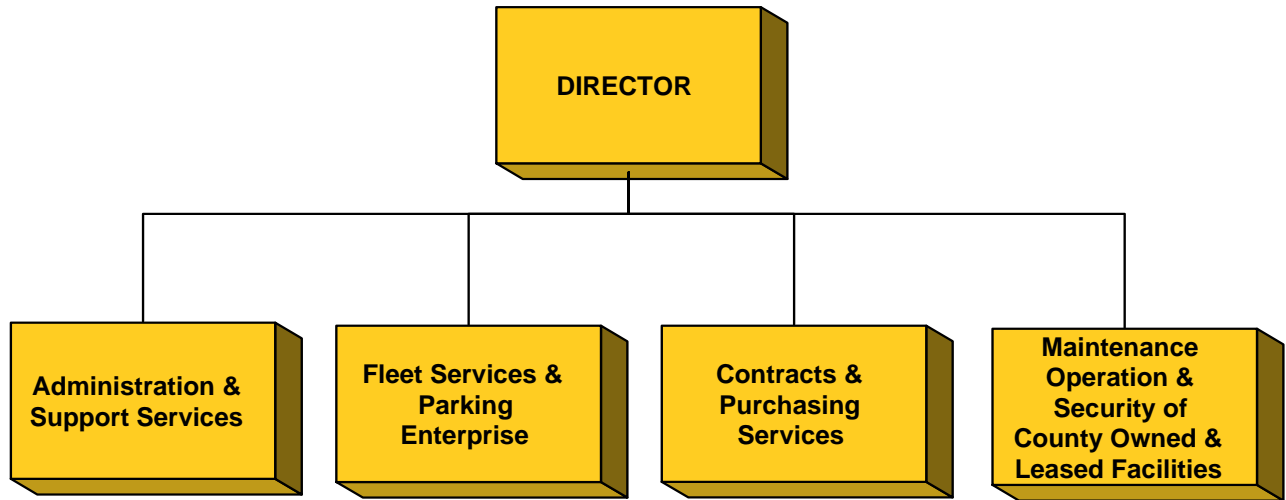 DIRECTOR
Administration &
Support Services
Fleet Services &
Parking
Enterprise
Contracts &
Purchasing
Services
Maintenance
Operation &
Security of
County Owned &
Leased Facilities